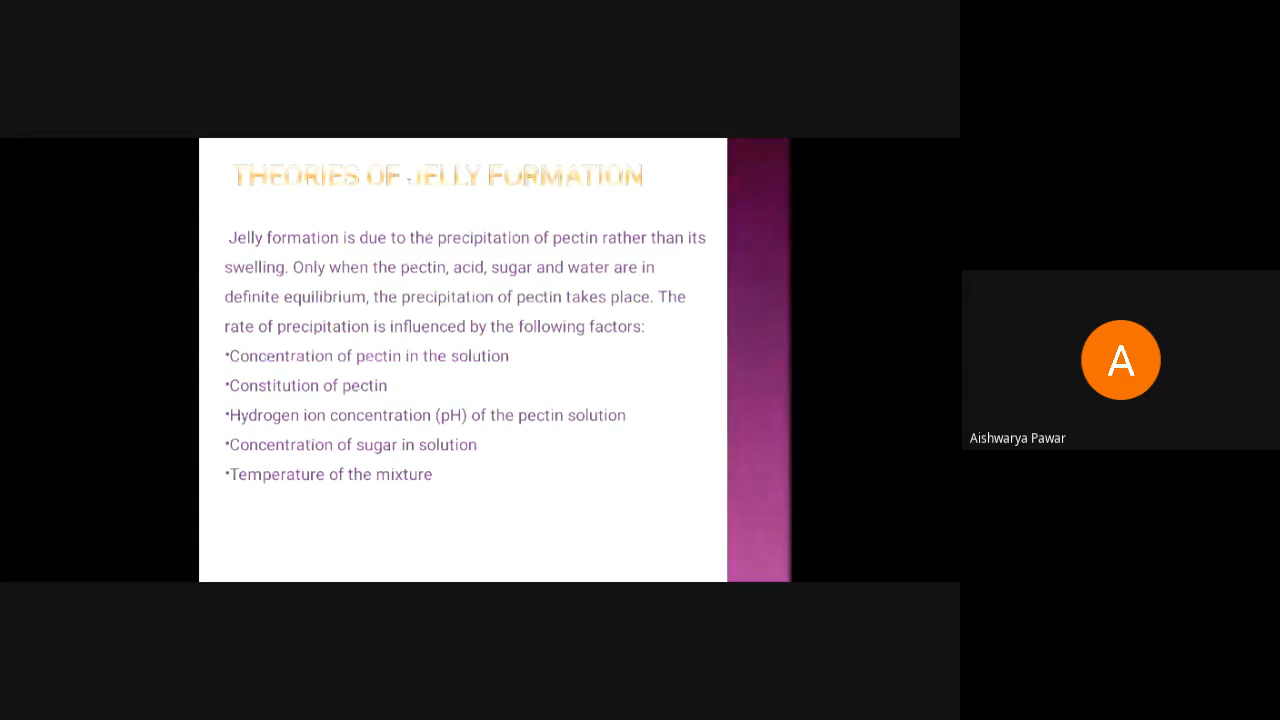 THEORIES OF JELLY FORMATION
Jelly formation is due to the precipitation of pectin rather than its
swelling. Only when the pectin, acid, sugar and water are in
definite equilibrium, the precipitation of pectin takes place. The
rate of precipitation is influenced by the following factors:
•Concentration of pectin in the solution
•Constitution of pectin
•Hydrogen ion concentration (pH) of the pectin solution
•Concentration of sugar in solution
•Temperature of the mixture
A
Aishwarya Pawar